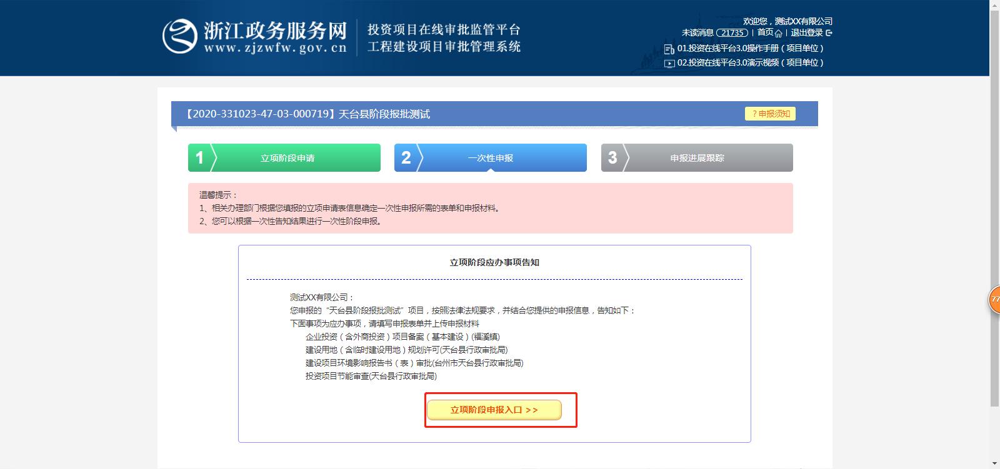 浙江政务服务网
www.zjzwfw.gov.cn
投资项目在线审批监管平台
工程建设项目审批管理系统
欢迎您，测试XX有限公司
未读消息 21735 | 首页 | 退出登录
01.投资在线平台3.0操作手册（项目单位）
02.投资在线平台3.0演示视频（项目单位）
【2020-331023-47-03-000719】天台县阶段报批测试
？申报须知
1 立项阶段申请
2 一次性申报
3 申报进展跟踪
温馨提示：
1、相关办理部门根据您填报的立项申请表信息确定一次性申报所需的表单和申报材料。
2、您可以根据一次性告知结果进行一次性阶段申报。
立项阶段应办事项告知
测试XX有限公司：
您申报的“天台县阶段报批测试”项目，按照法律法规要求，并结合您提供的申报信息，告知如下：
下面事项为应办事项，请填写申报表单并上传申报材料
企业投资（含外商投资）项目备案（基本建设）(福溪镇)
建设用地（含临时建设用地）规划许可(天台县行政审批局)
建设项目环境影响报告书（表）审批(台州市天台县行政审批局)
投资项目节能审查(天台县行政审批局)
立项阶段申报入口 >>
77